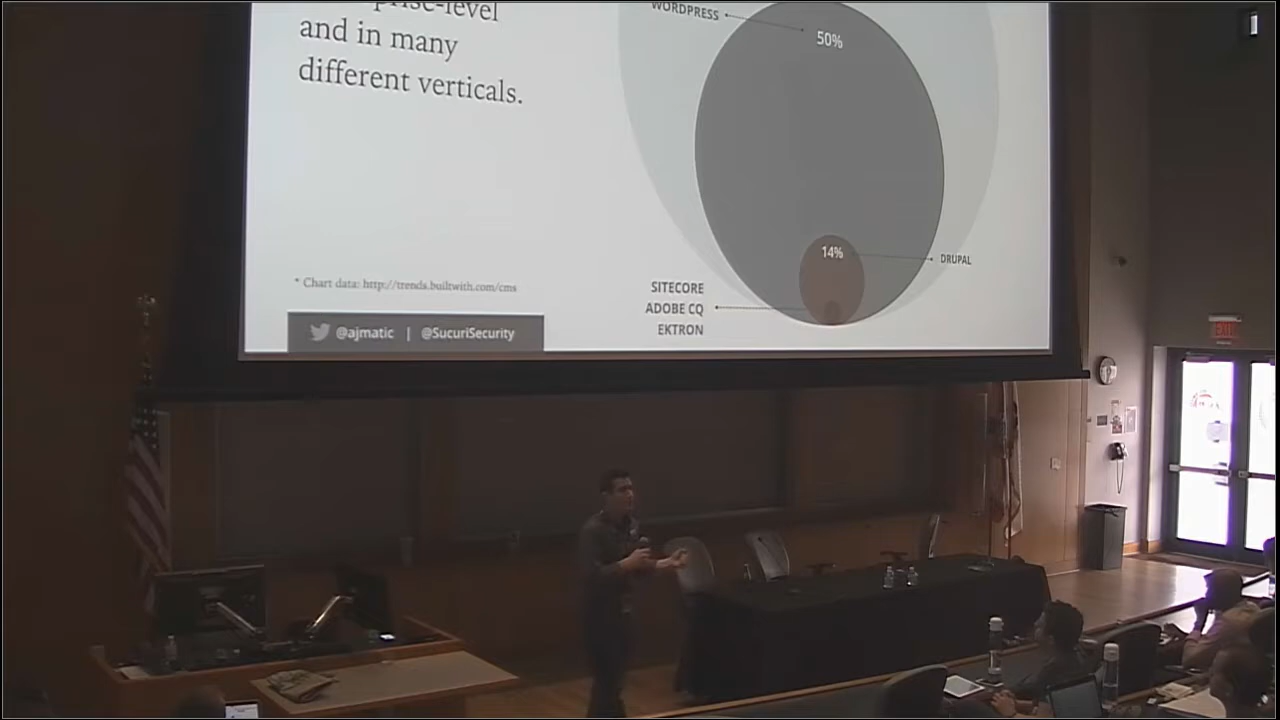 and in many
different verticals.
WORDPRESS
50%
14%
DRUPAL
SITECORE
ADOBE CQ
EKTRON
* Chart data: http://trends.builtwith.com/cms
@ajmatic | @SucuriSecurity
EXIT